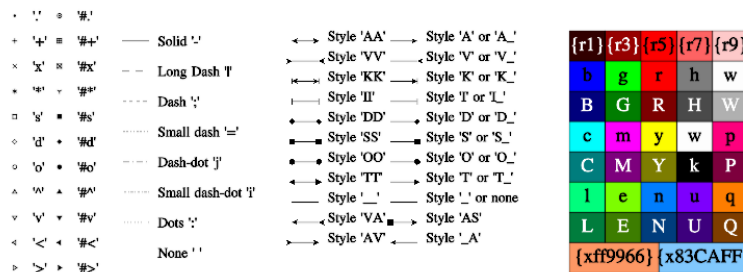 '.' '#.'
'+' '#+'
'x' '#x'
'*' '#*'
's' '#s'
'd' '#d'
'o' '#o'
'^' '#^'
'v' '#v'
'<' '#<'
'>' '#>'
Solid '-'
Long Dash '|'
Dash ';'
Small dash '='
Dash-dot 'j'
Small dash-dot 'i'
Dots ':'
None ' '
Style 'AA' Style 'A' or 'A_'
Style 'VV' Style 'V' or 'V_'
Style 'KK' Style 'K' or 'K_'
Style 'II' Style 'I' or 'I_'
Style 'DD' Style 'D' or 'D_'
Style 'SS' Style 'S' or 'S_'
Style 'OO' Style 'O' or 'O_'
Style 'TT' Style 'T' or 'T_'
Style '__' Style '_' or none
Style 'VA' Style 'AS'
Style 'AV' Style '_A'
{r1} {r3} {r5} {r7} {r9}
b g r h w
B G R H W
c m y w p
C M Y k P
l e n u q
L E N U Q
{xff9966} {x83CAFF}